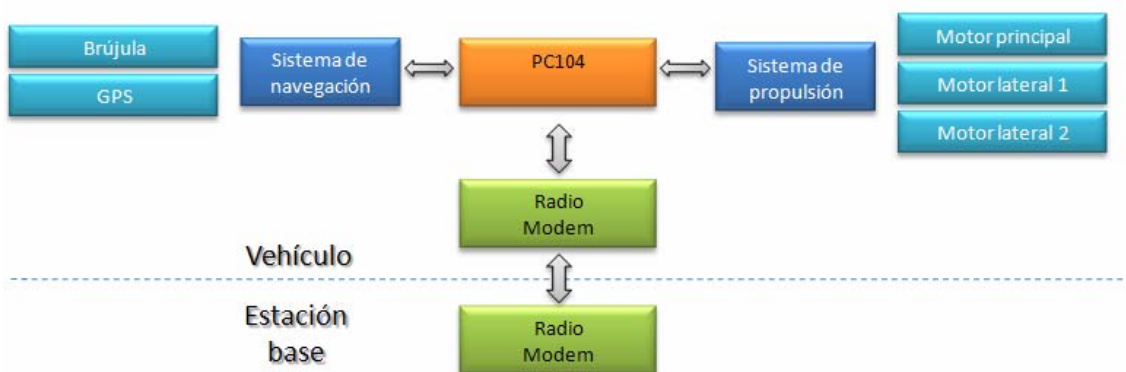 Brújula
GPS
Sistema de
navegación
PC104
Sistema de
propulsión
Motor principal
Motor lateral 1
Motor lateral 2
Radio
Modem
Vehículo
Estación
base
Radio
Modem